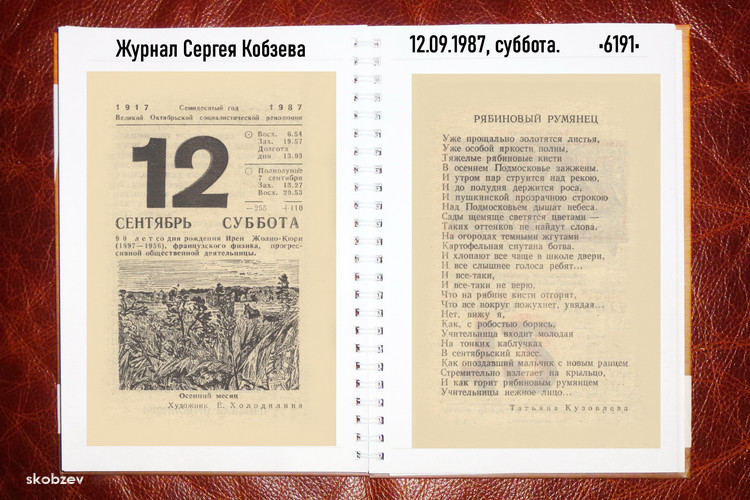 Журнал Сергея Кобзева
1917 Семидесятый год 1987
Великой Октябрьской социалистической революции
12
Восх. 6.54
Зах. 19.57
Долгота
дня 13.03
Полнолуние
7 сентября
Зах. 13.27
Восх. 20.53
—255 +110
СЕНТЯБРЬ СУББОТА
90 лет со дня рождения Ирен Жолио-Кюри
(1897—1956), французского физика, прогрес-
сивной общественной деятельницы.
Осенний месяц
Художник Е. Холодилина
12.09.1987, суббота. •6191•
РЯБИНОВЫЙ РУМЯНЕЦ
Уже прощально золотятся листья,
Уже особой яркости полны,
Тяжелые рябиновые кисти
В осеннем Подмосковье зажжены.
И утром пар струится над рекою,
И до полудня держится роса,
И пушкинской прозрачною строкою
Над Подмосковьем дышат небеса.
Сады щемяще светятся цветами —
Таких оттенков не найдут слова.
На огородах темными жгутами
Картофельная спутана ботва.
И хлопают все чаще в школе двери,
И все слышнее голоса ребят...
И все-таки,
И все-таки не верю.
Что на рябине кисти отгорят,
Что все вокруг пожухнет, увядая...
Нет, вижу я,
Как, с робостью борясь,
Учительница входит молодая
На тонких каблучках
В сентябрьский класс.
Как опоздавший мальчик с новым ранцем
Стремительно взлетает на крыльцо,
И как горит рябиновым румянцем
Учительницы нежное лицо...
Татьяна Кузовлева
skobzev